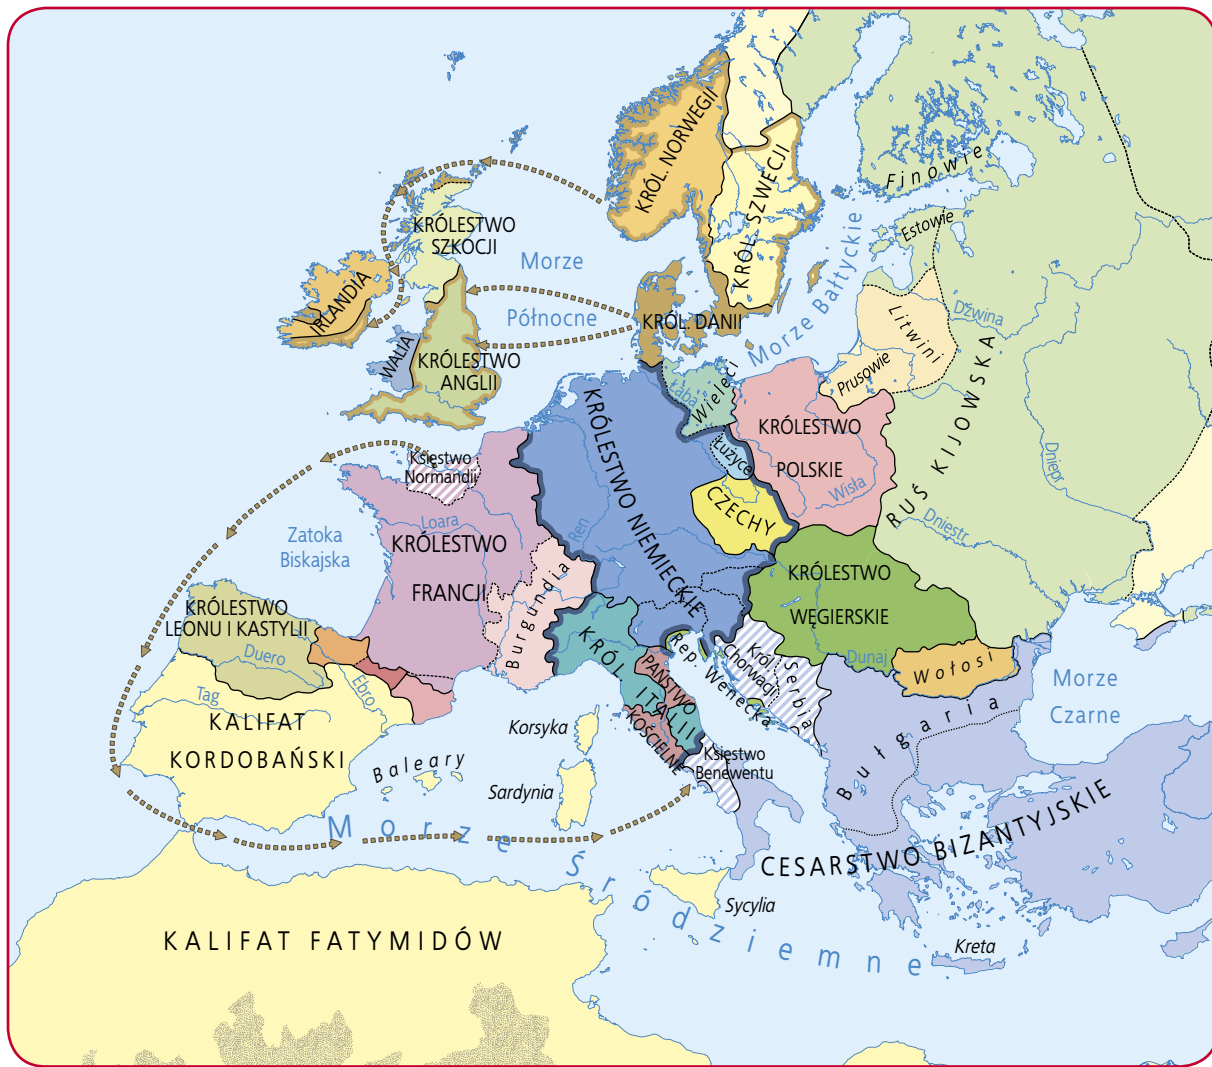 KRÓL. NORWEGII
KRÓL. SZWECJI
Finowie
Estowie
KRÓLESTWO
SZKOCJI
Morze
Północne
Morze Bałtyckie
IRLANDIA
KRÓL. DANII
Litwini
Dźwina
WALIA
KRÓLESTWO
ANGLII
Prusowie
Wieleci
Łaba
KRÓLESTWO
POLSKIE
Wisła
RUŚ KIJOWSKA
Dniepr
Dniestr
Księstwo
Normandii
KRÓLESTWO NIEMIECKIE
Łużyce
CZECHY
Ren
Loara
Zatoka
Biskajska
KRÓLESTWO
FRANCJI
Burgundia
KRÓLESTWO
WĘGIERSKIE
KRÓLESTWO
LEONU I KASTYLII
Duero
Ebro
Tag
KRÓL. ITALII
PAŃSTWO
KOŚCIELNE
Rep. Wenecka
Król.
Chorwacji
Serbia
Dunaj
Wołosi
Bułgaria
Morze
Czarne
KALIFAT
KORDOBAŃSKI
Baleary
Korsyka
Sardynia
Księstwo
Benewentu
CESARSTWO BIZANTYJSKIE
Morze Śródziemne
Sycylia
Kreta
KALIFAT FATYMIDÓW